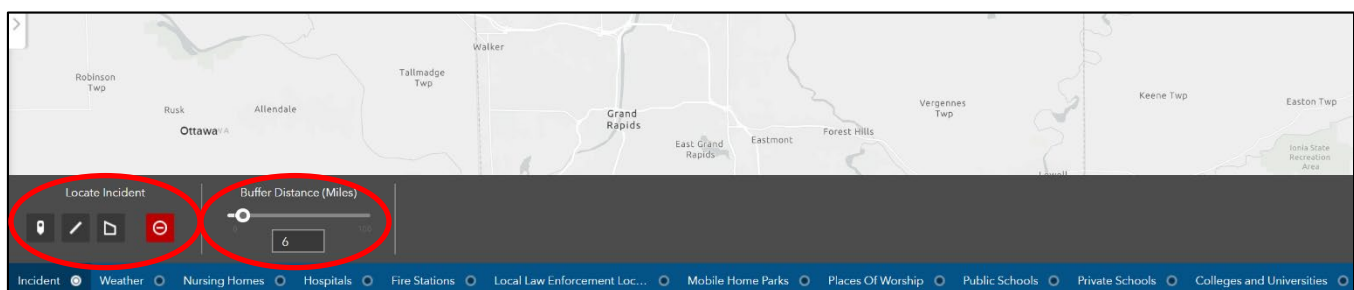 Walker
Robinson
Twp
Tallmadge
Twp
Rusk
Allendale
Ottawa
Grand
Rapids
East Grand
Rapids
Eastmont
Forest Hills
Vergennes
Twp
Keene Twp
Easton Twp
Ionia State
Recreation
Area
Lowell
Locate Incident
Buffer Distance (Miles)
6
Incident Weather Nursing Homes Hospitals Fire Stations Local Law Enforcement Loc... Mobile Home Parks Places Of Worship Public Schools Private Schools Colleges and Universities